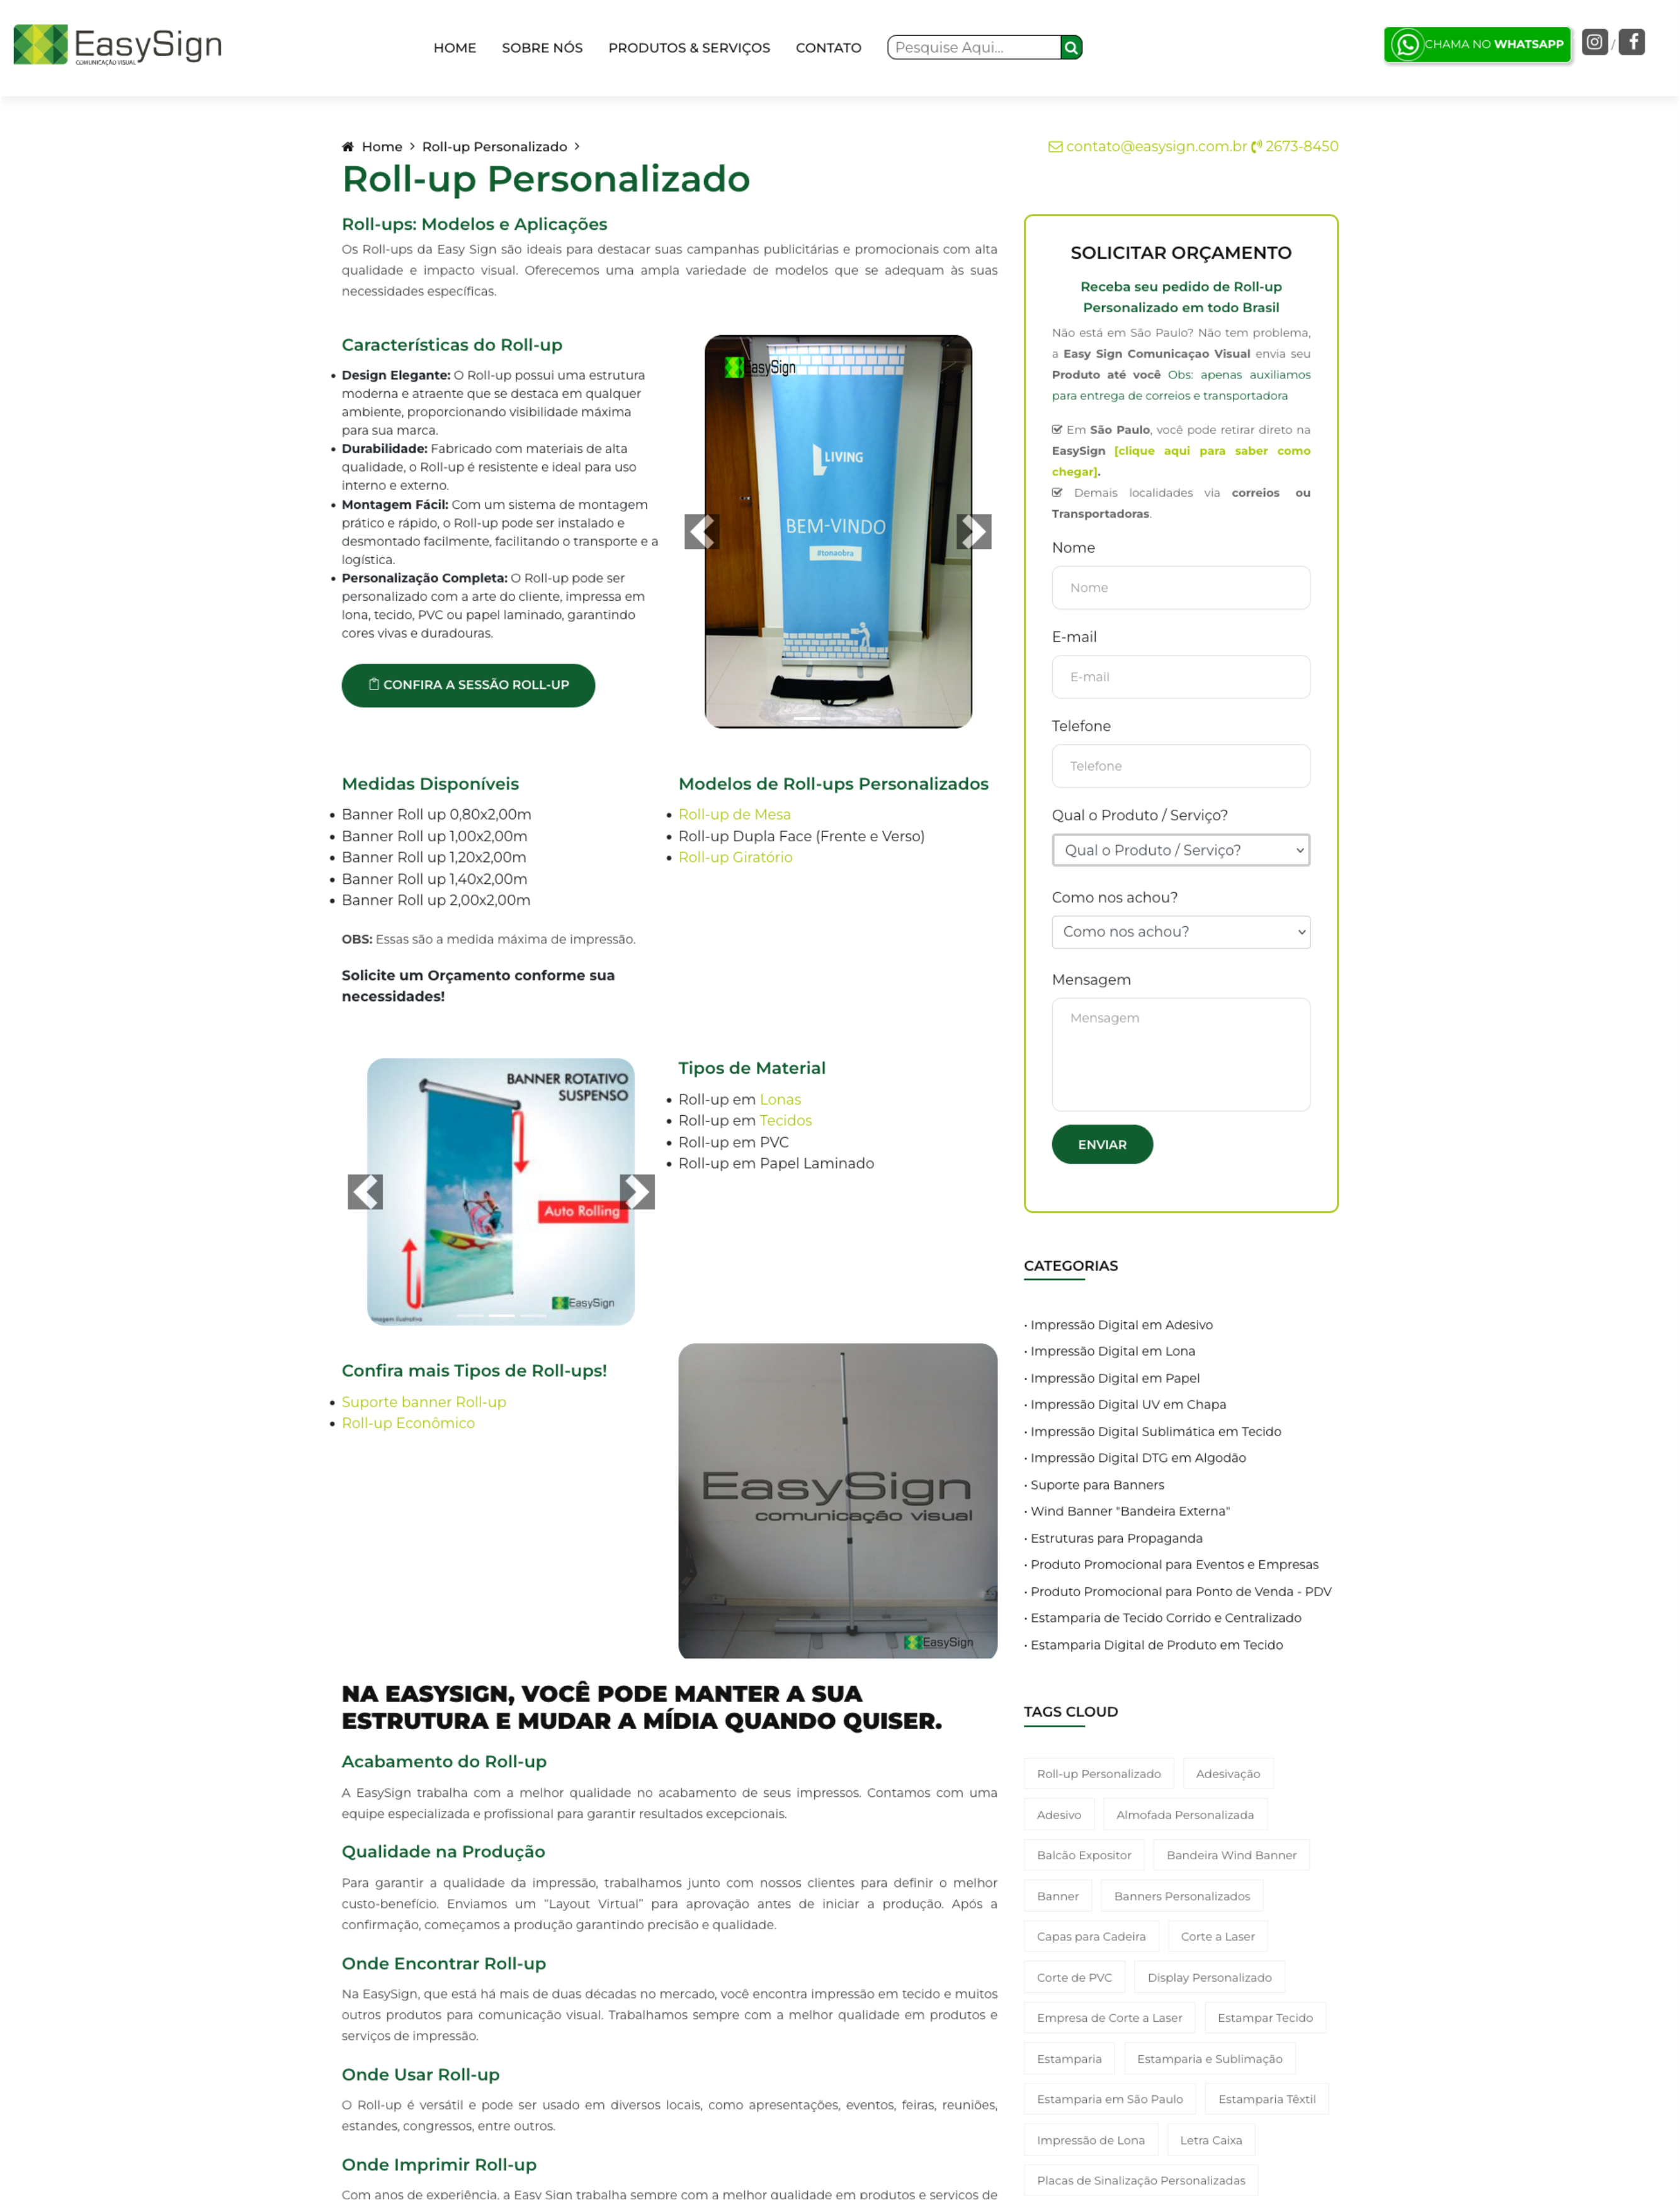 EasySign
COMUNICAÇÃO VISUAL
HOME SOBRE NÓS PRODUTOS & SERVIÇOS CONTATO Pesquise Aqui...
CHAMA NO WHATSAPP /
Home > Roll-up Personalizado >
contato@easysign.com.br 2673-8450
Roll-up Personalizado
Roll-ups: Modelos e Aplicações
Os Roll-ups da Easy Sign são ideais para destacar suas campanhas publicitárias e promocionais com alta
qualidade e impacto visual. Oferecemos uma ampla variedade de modelos que se adequam às suas
necessidades específicas.
Características do Roll-up
• Design Elegante: O Roll-up possui uma estrutura
moderna e atraente que se destaca em qualquer
ambiente, proporcionando visibilidade máxima
para sua marca.
• Durabilidade: Fabricado com materiais de alta
qualidade, o Roll-up é resistente e ideal para uso
interno e externo.
• Montagem Fácil: Com um sistema de montagem
prático e rápido, o Roll-up pode ser instalado e
desmontado facilmente, facilitando o transporte e a
logística.
• Personalização Completa: O Roll-up pode ser
personalizado com a arte do cliente, impressa em
lona, tecido, PVC ou papel laminado, garantindo
cores vivas e duradouras.
CONFIRA A SESSÃO ROLL-UP
EasySign
LIVING
BEM-VINDO
#tonaobra
Medidas Disponíveis
• Banner Roll up 0,80x2,00m
• Banner Roll up 1,00x2,00m
• Banner Roll up 1,20x2,00m
• Banner Roll up 1,40x2,00m
• Banner Roll up 2,00x2,00m
OBS: Essas são a medida máxima de impressão.
Solicite um Orçamento conforme sua
necessidades!
Modelos de Roll-ups Personalizados
• Roll-up de Mesa
• Roll-up Dupla Face (Frente e Verso)
• Roll-up Giratório
BANNER ROTATIVO
SUSPENSO
Auto Rolling
EasySign
Imagem ilustrativa
Tipos de Material
• Roll-up em Lonas
• Roll-up em Tecidos
• Roll-up em PVC
• Roll-up em Papel Laminado
Confira mais Tipos de Roll-ups!
• Suporte banner Roll-up
• Roll-up Econômico
EasySign
comunicação visual
EasySign
NA EASYSIGN, VOCÊ PODE MANTER A SUA
ESTRUTURA E MUDAR A MÍDIA QUANDO QUISER.
Acabamento do Roll-up
A EasySign trabalha com a melhor qualidade no acabamento de seus impressos. Contamos com uma
equipe especializada e profissional para garantir resultados excepcionais.
Qualidade na Produção
Para garantir a qualidade da impressão, trabalhamos junto com nossos clientes para definir o melhor
custo-benefício. Enviamos um “Layout Virtual” para aprovação antes de iniciar a produção. Após a
confirmação, começamos a produção garantindo precisão e qualidade.
Onde Encontrar Roll-up
Na EasySign, que está há mais de duas décadas no mercado, você encontra impressão em tecido e muitos
outros produtos para comunicação visual. Trabalhamos sempre com a melhor qualidade em produtos e
serviços de impressão.
Onde Usar Roll-up
O Roll-up é versátil e pode ser usado em diversos locais, como apresentações, eventos, feiras, reuniões,
estandes, congressos, entre outros.
Onde Imprimir Roll-up
Com anos de experiência, a Easy Sign trabalha sempre com a melhor qualidade em produtos e serviços de
SOLICITAR ORÇAMENTO
Receba seu pedido de Roll-up
Personalizado em todo Brasil
Não está em São Paulo? Não tem problema,
a Easy Sign Comunicaçao Visual envia seu
Produto até você Obs: apenas auxiliamos
para entrega de correios e transportadora
Em São Paulo, você pode retirar direto na
EasySign [clique aqui para saber como
chegar].
Demais localidades via correios ou
Transportadoras.
Nome
Nome
E-mail
E-mail
Telefone
Telefone
Qual o Produto / Serviço?
Qual o Produto / Serviço?
Como nos achou?
Como nos achou?
Mensagem
Mensagem
ENVIAR
CATEGORIAS
• Impressão Digital em Adesivo
• Impressão Digital em Lona
• Impressão Digital em Papel
• Impressão Digital UV em Chapa
• Impressão Digital Sublimática em Tecido
• Impressão Digital DTG em Algodão
• Suporte para Banners
• Wind Banner "Bandeira Externa"
• Estruturas para Propaganda
• Produto Promocional para Eventos e Empresas
• Produto Promocional para Ponto de Venda - PDV
• Estamparia de Tecido Corrido e Centralizado
• Estamparia Digital de Produto em Tecido
TAGS CLOUD
Roll-up Personalizado Adesivação
Adesivo Almofada Personalizada
Balcão Expositor Bandeira Wind Banner
Banner Banners Personalizados
Capas para Cadeira Corte a Laser
Corte de PVC Display Personalizado
Empresa de Corte a Laser Estampar Tecido
Estamparia Estamparia e Sublimação
Estamparia em São Paulo Estamparia Têxtil
Impressão de Lona Letra Caixa
Placas de Sinalização Personalizadas